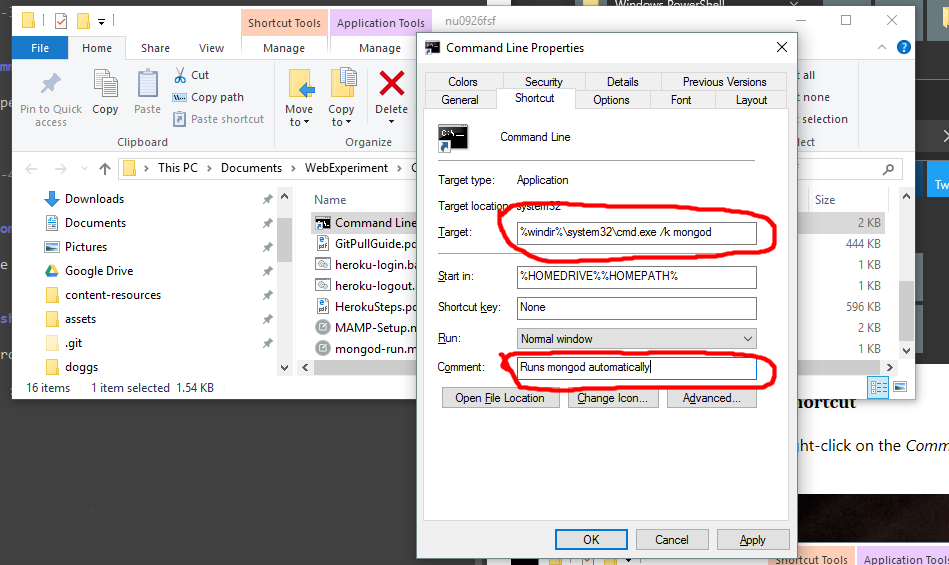 Windows PowerShell
Shortcut Tools
Application Tools
nu0926fsf
File
Home
Share
View
Manage
Manage
Pin to Quick
access
Copy
Paste
Cut
Copy path
Paste shortcut
Move
to
Copy
to
Delete
all
none
selection
Clipboard
Organize
This PC
Documents
WebExperiment
Downloads
Documents
Pictures
Google Drive
content-resources
assets
.git
doggs
Name
Size
Command Line
2 KB
GitPullGuide.pd
444 KB
heroku-login.ba
1 KB
heroku-logout.
1 KB
HerokuSteps.pd
596 KB
MAMP-Setup.m
2 KB
mongod-run.m
1 KB
16 items
1 item selected 1.54 KB
Command Line Properties
Colors
Security
Details
Previous Versions
General
Shortcut
Options
Font
Layout
Command Line
Target type:
Application
Target location:
system32
Target:
%windir%\system32\cmd.exe /k mongod
Start in:
%HOMEDRIVE%%HOMEPATH%
Shortcut key:
None
Run:
Normal window
Comment:
Runs mongod automatically
Open File Location
Change Icon...
Advanced...
OK
Cancel
Apply
Tw
hortcut
ht-click on the Comm
Shortcut Tools
Application Tools